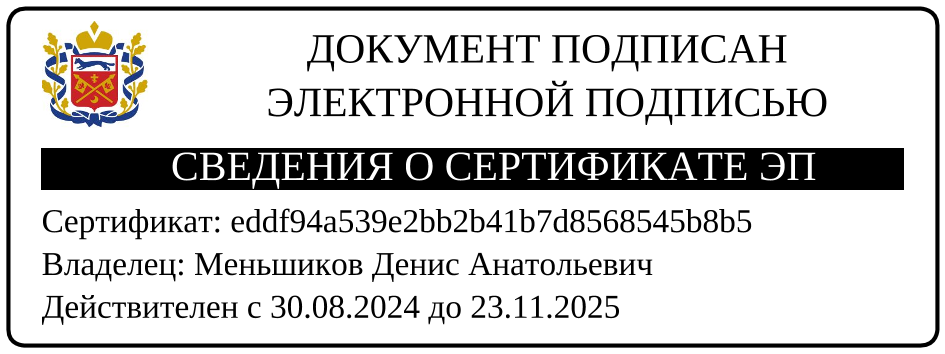 ДОКУМЕНТ ПОДПИСАН
ЭЛЕКТРОННОЙ ПОДПИСЬЮ
СВЕДЕНИЯ О СЕРТИФИКАТЕ ЭП
Сертификат: eddf94a539e2bb2b41b7d8568545b8b5
Владелец: Меньшиков Денис Анатольевич
Действителен с 30.08.2024 до 23.11.2025